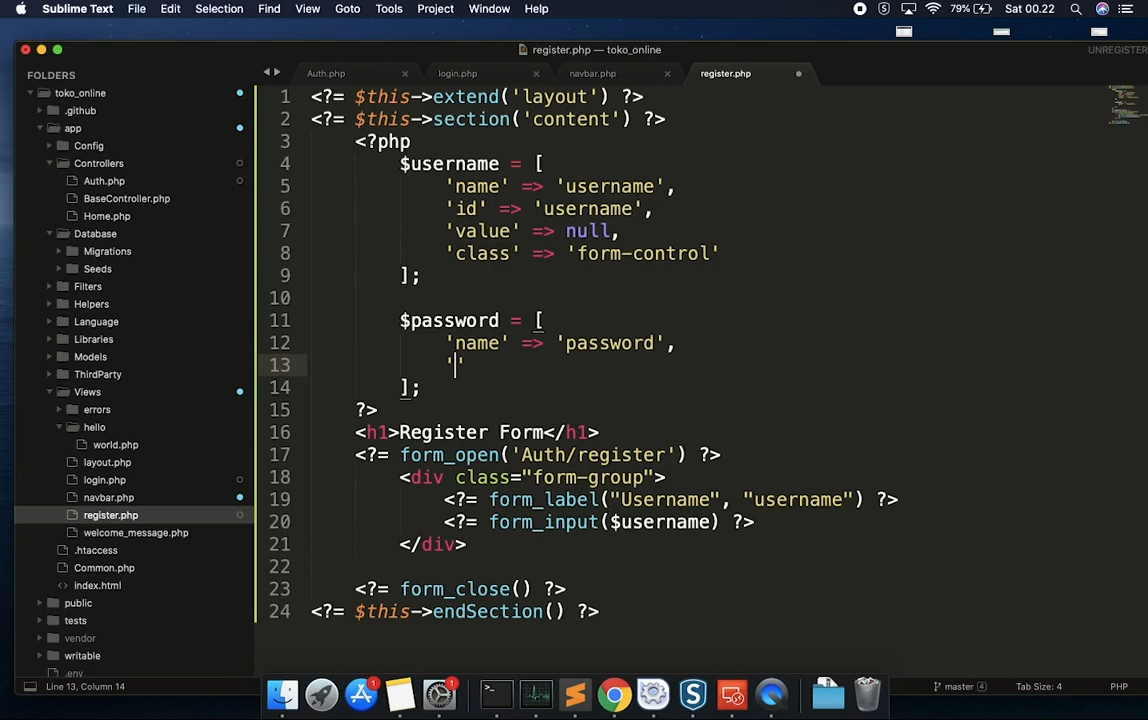 Sublime Text File Edit Selection Find View Goto Tools Project Window Help 79% Sat 00.22
register.php — toko_online UNREGISTER
FOLDERS
Auth.php login.php navbar.php register.php
toko_online
.github
app
Config
Controllers
Auth.php
BaseController.php
Home.php
Database
Migrations
Seeds
Filters
Helpers
Language
Libraries
Models
ThirdParty
Views
errors
hello
world.php
layout.php
login.php
navbar.php
register.php
welcome_message.php
.htaccess
Common.php
index.html
public
tests
vendor
writable
.env
1 <?= $this->extend('layout') ?>
2 <?= $this->section('content') ?>
3 <?php
4 $username = [
5 'name' => 'username',
6 'id' => 'username',
7 'value' => null,
8 'class' => 'form-control'
9 ];
10
11 $password = [
12 'name' => 'password',
13 ''
14 ];
15 ?>
16 <h1>Register Form</h1>
17 <?= form_open('Auth/register') ?>
18 <div class="form-group">
19 <?= form_label("Username", "username") ?>
20 <?= form_input($username) ?>
21 </div>
22
23 <?= form_close() ?>
24 <?= $this->endSection() ?>
Line 13, Column 14 master 4 Tab Size: 4 PHP
1 1